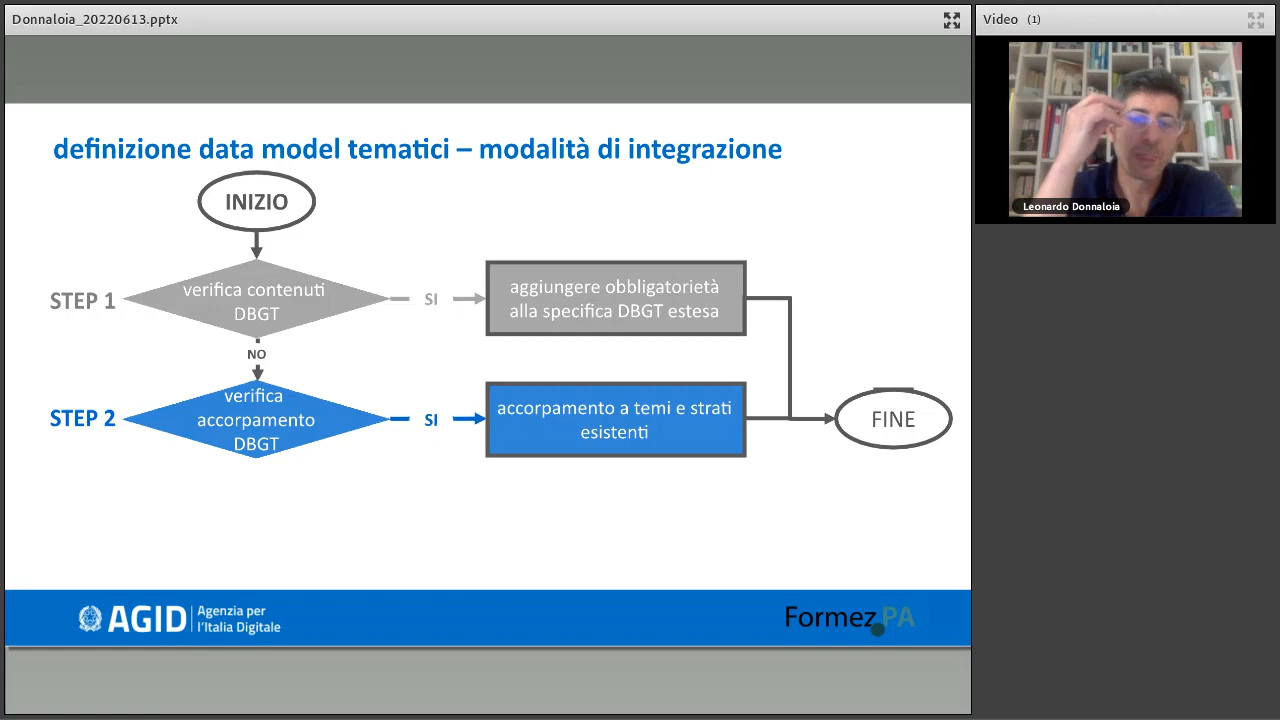 Donnaloia_20220613.pptx
Video (1)
Leonardo Donnaloia
definizione data model tematici – modalità di integrazione
INIZIO
STEP 1
verifica contenuti
DBGT
SI
aggiungere obbligatorietà
alla specifica DBGT estesa
NO
STEP 2
verifica
accorpamento
DBGT
SI
accorpamento a temi e strati
esistenti
FINE
AGID
Agenzia per
l'Italia Digitale
Formez PA